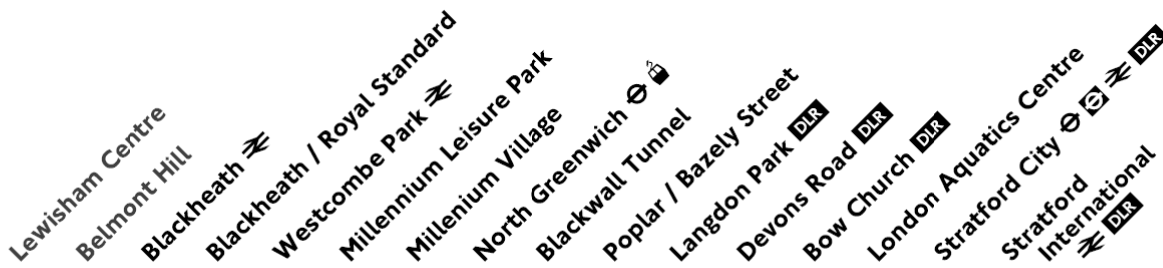 Lewisham Centre
Belmont Hill
Blackheath
Blackheath / Royal Standard
Westcombe Park
Millennium Leisure Park
Millenium Village
North Greenwich
Blackwall Tunnel
Poplar / Bazely Street
Langdon Park DLR
Devons Road DLR
Bow Church DLR
London Aquatics Centre
Stratford City DLR
Stratford
International
DLR